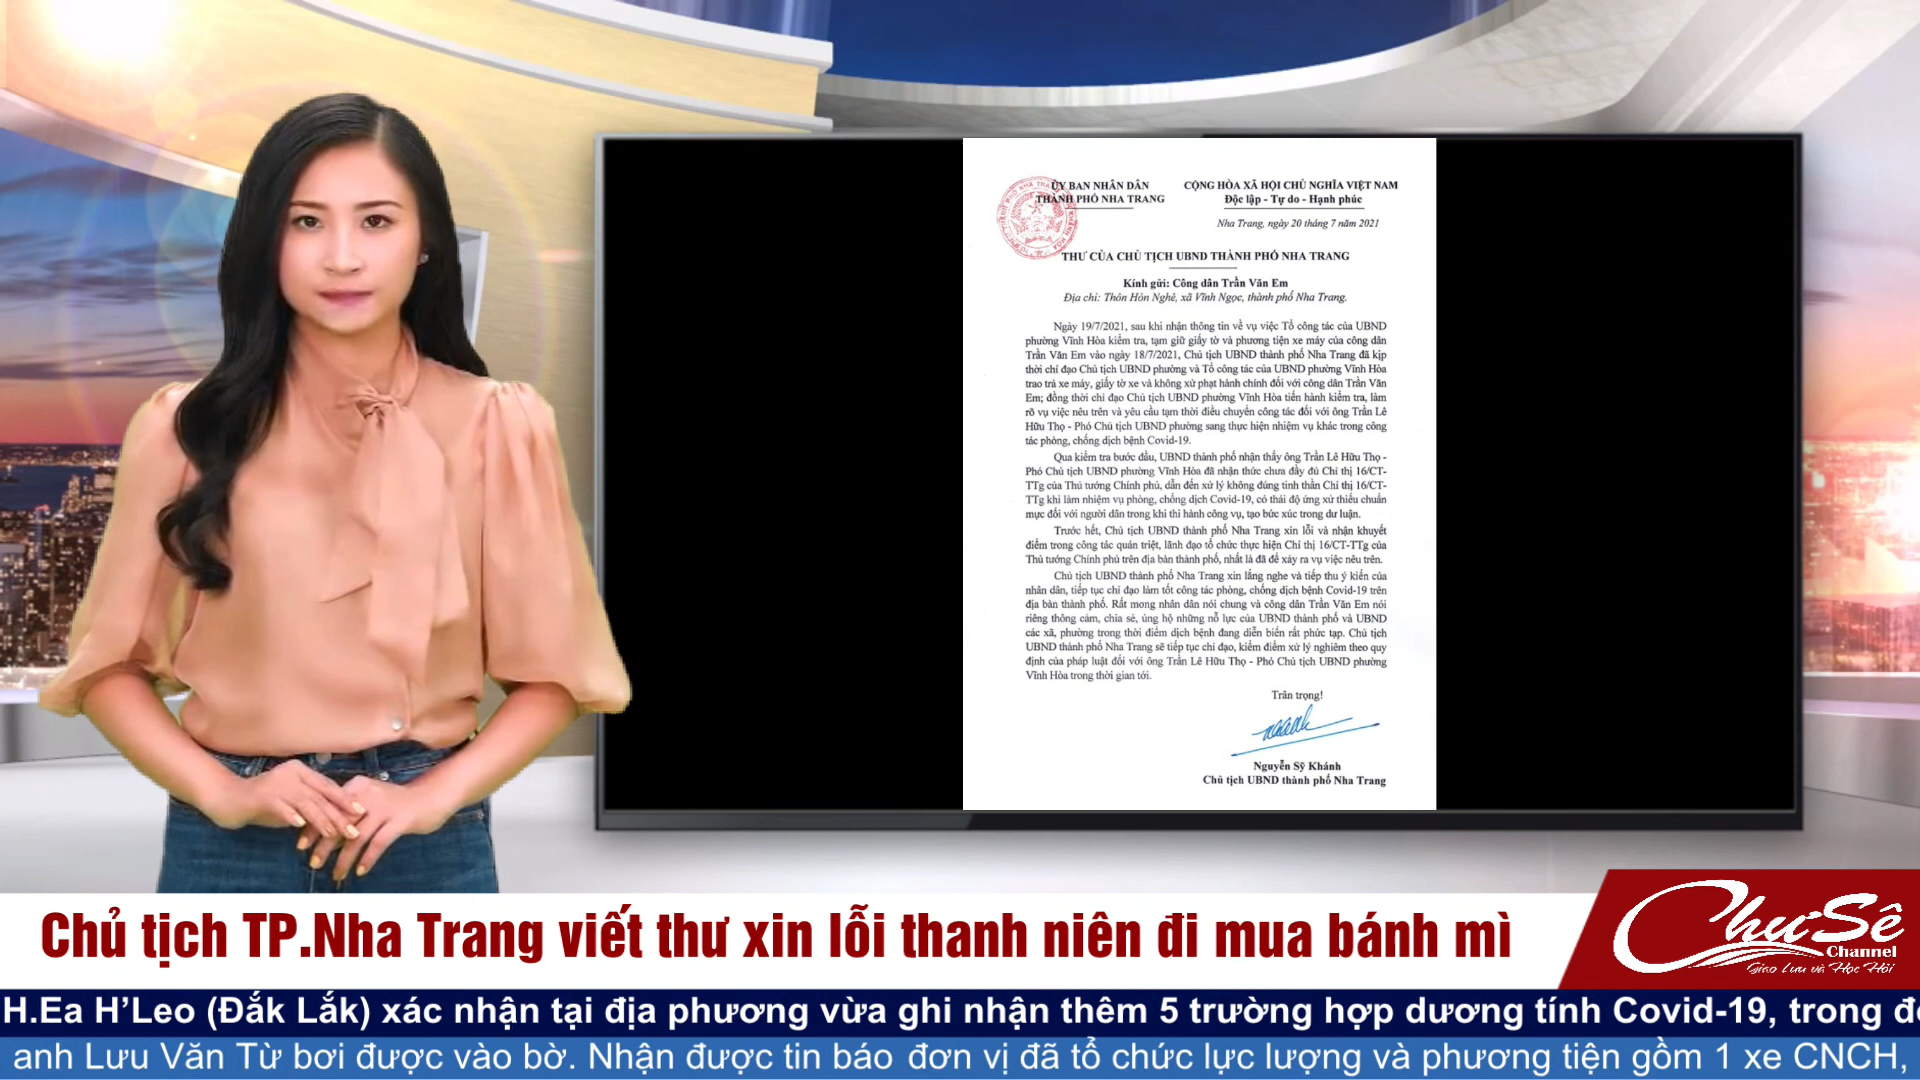 ỦY BAN NHÂN DÂN
THÀNH PHỐ NHA TRANG
CỘNG HÒA XÃ HỘI CHỦ NGHĨA VIỆT NAM
Độc lập - Tự do - Hạnh phúc
Nha Trang, ngày 20 tháng 7 năm 2021
THƯ CỦA CHỦ TỊCH UBND THÀNH PHỐ NHA TRANG
Kính gửi: Công dân Trần Văn Em
Địa chỉ: Thôn Hòn Nghê, xã Vĩnh Ngọc, thành phố Nha Trang.
Ngày 19/7/2021, sau khi nhận thông tin về vụ việc Tổ công tác của UBND
phường Vĩnh Hòa kiểm tra, tạm giữ giấy tờ và phương tiện xe máy của công dân
Trần Văn Em vào ngày 18/7/2021, Chủ tịch UBND thành phố Nha Trang đã kịp
thời chỉ đạo Chủ tịch UBND phường và Tổ công tác của UBND phường Vĩnh Hòa
trao trả xe máy, giấy tờ xe và không xử phạt hành chính đối với công dân Trần Văn
Em; đồng thời chỉ đạo Chủ tịch UBND phường Vĩnh Hòa tiến hành kiểm tra, làm
rõ vụ việc nêu trên và yêu cầu tạm thời điều chuyển công tác đối với ông Trần Lê
Hữu Thọ - Phó Chủ tịch UBND phường sang thực hiện nhiệm vụ khác trong công
tác phòng, chống dịch bệnh Covid-19.
Qua kiểm tra bước đầu, UBND thành phố nhận thấy ông Trần Lê Hữu Thọ -
Phó Chủ tịch UBND phường Vĩnh Hòa đã nhận thức chưa đầy đủ Chỉ thị 16/CT-
TTg của Thủ tướng Chính phủ, dẫn đến xử lý không đúng tinh thần Chỉ thị 16/CT-
TTg khi làm nhiệm vụ phòng, chống dịch Covid-19, có thái độ ứng xử thiếu chuẩn
mực đối với người dân trong khi thi hành công vụ, tạo bức xúc trong dư luận.
Trước hết, Chủ tịch UBND thành phố Nha Trang xin lỗi và nhận khuyết
điểm trong công tác quán triệt, lãnh đạo tổ chức thực hiện Chỉ thị 16/CT-TTg của
Thủ tướng Chính phủ trên địa bàn thành phố, nhất là đã để xảy ra vụ việc nêu trên.
Chủ tịch UBND thành phố Nha Trang xin lắng nghe và tiếp thu ý kiến của
nhân dân, tiếp tục chỉ đạo làm tốt công tác phòng, chống dịch bệnh Covid-19 trên
địa bàn thành phố. Rất mong nhân dân nói chung và công dân Trần Văn Em nói
riêng thông cảm, chia sẻ, ủng hộ những nỗ lực của UBND thành phố và UBND
các xã, phường trong thời điểm dịch bệnh đang diễn biến rất phức tạp. Chủ tịch
UBND thành phố Nha Trang sẽ tiếp tục chỉ đạo, kiểm điểm xử lý nghiêm theo quy
định của pháp luật đối với ông Trần Lê Hữu Thọ - Phó Chủ tịch UBND phường
Vĩnh Hòa trong thời gian tới.
Trân trọng!
Nguyễn Sỹ Khánh
Chủ tịch UBND thành phố Nha Trang
Chủ tịch TP.Nha Trang viết thư xin lỗi thanh niên đi mua bánh mì
ChưSê
Channel
Giao Lưu và Học Hỏi
H.Ea H'Leo (Đắk Lắk) xác nhận tại địa phương vừa ghi nhận thêm 5 trường hợp dương tính Covid-19, trong
anh Lưu Văn Từ bơi được vào bờ. Nhận được tin báo đơn vị đã tổ chức lực lượng và phương tiện gồm 1 xe CNCH,